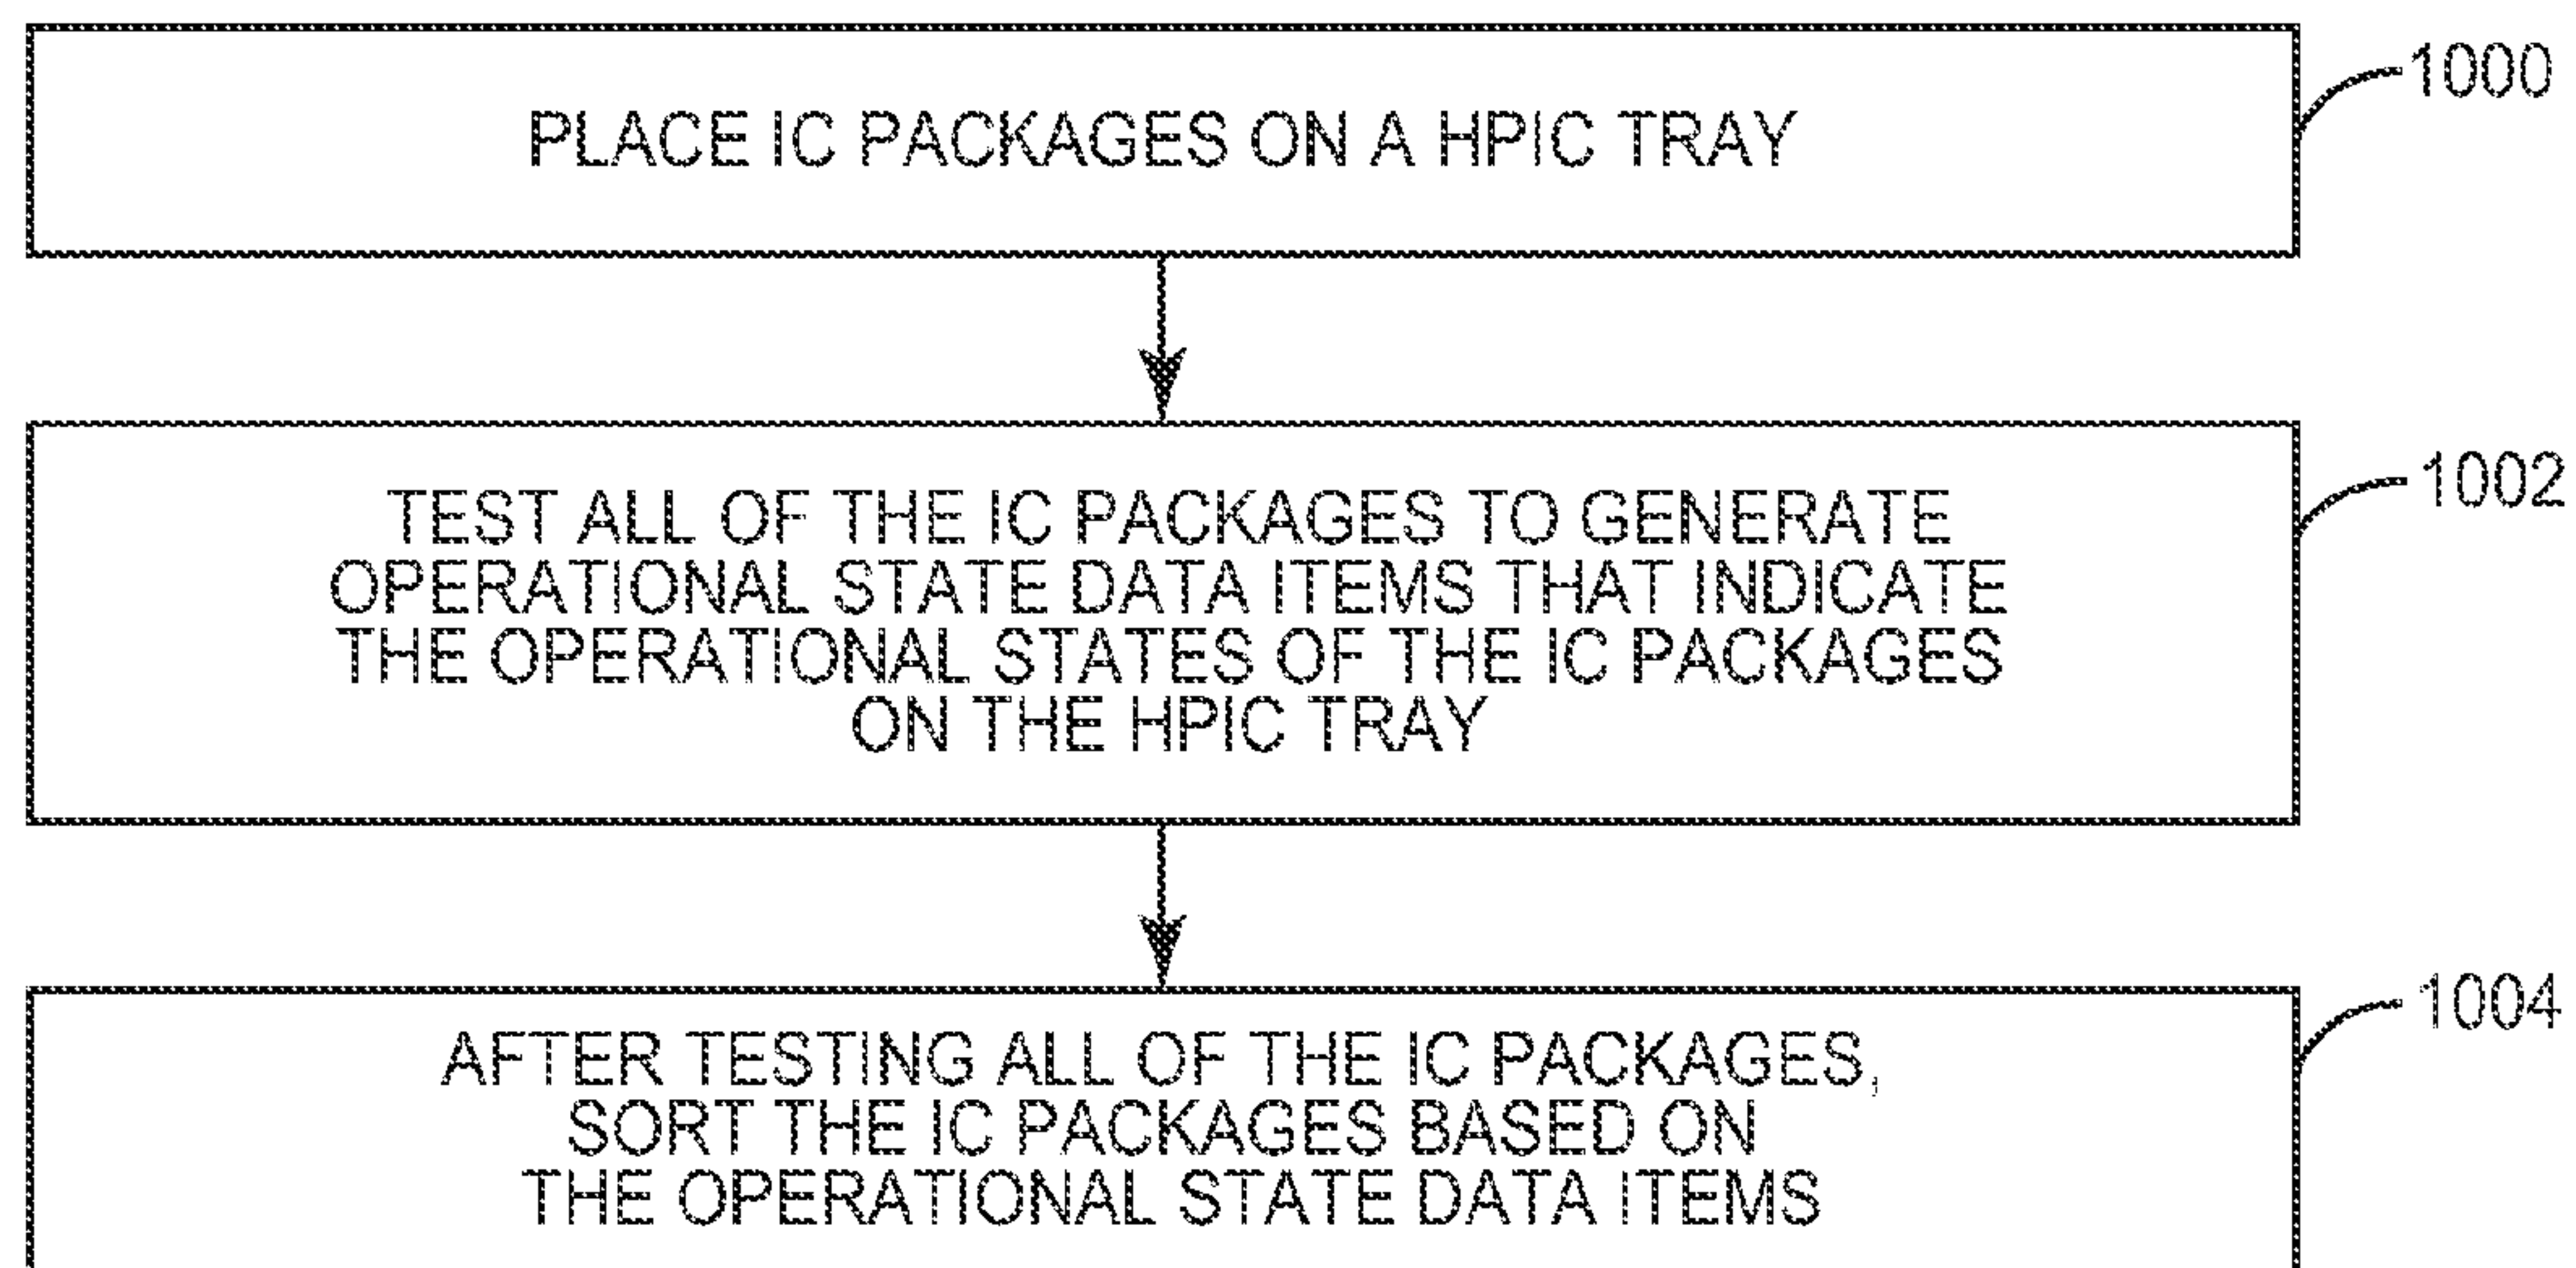 PLACE IC PACKAGES ON A HPIC TRAY
1000
TEST ALL OF THE IC PACKAGES TO GENERATE
OPERATIONAL STATE DATA ITEMS THAT INDICATE
THE OPERATIONAL STATES OF THE IC PACKAGES
ON THE HPIC TRAY
1002
AFTER TESTING ALL OF THE IC PACKAGES,
SORT THE IC PACKAGES BASED ON
THE OPERATIONAL STATE DATA ITEMS
1004